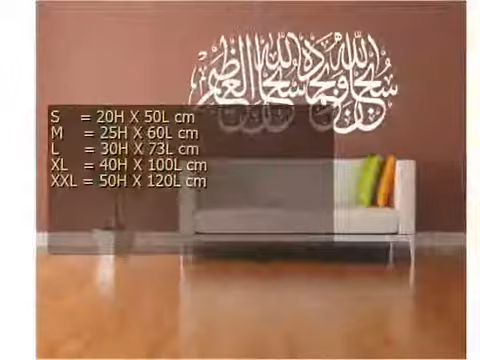 سبحان الله وبحمده سبحان الله العظيم
S = 20H X 50L cm
M = 25H X 60L cm
L = 30H X 73L cm
XL = 40H X 100L cm
XXL = 50H X 120L cm